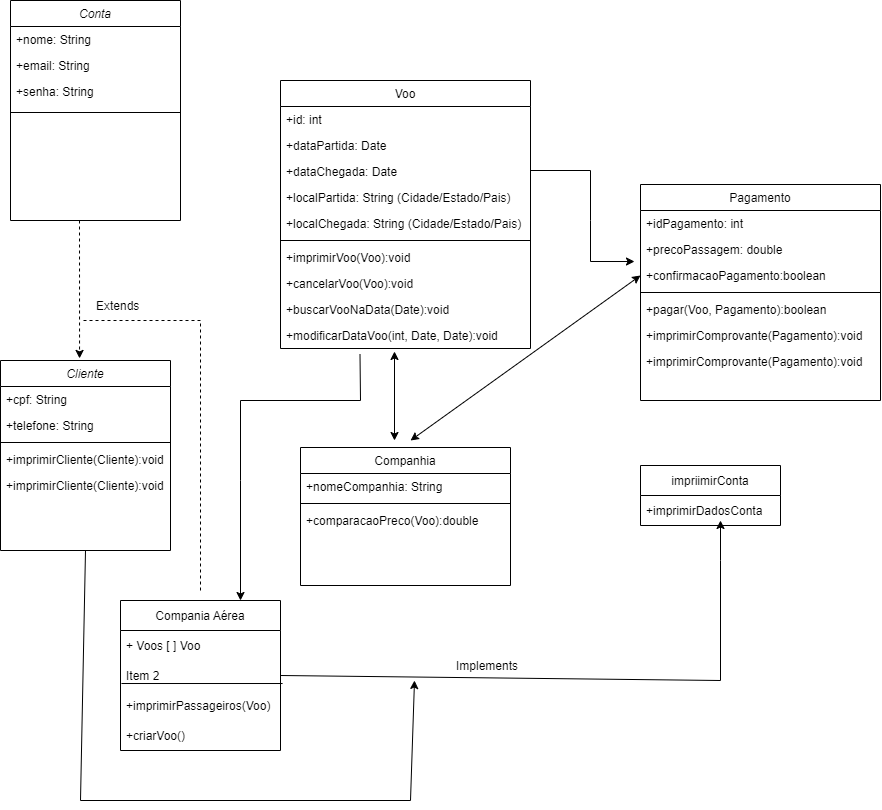 Conta
+nome: String
+email: String
+senha: String
Voo
+id: int
+dataPartida: Date
+dataChegada: Date
+localPartida: String (Cidade/Estado/Pais)
+localChegada: String (Cidade/Estado/Pais)
+imprimirVoo(Voo):void
+cancelarVoo(Voo):void
+buscarVooNaData(Date):void
+modificarDataVoo(int, Date, Date):void
Pagamento
+idPagamento: int
+precoPassagem: double
+confirmacaoPagamento:boolean
+pagar(Voo, Pagamento):boolean
+imprimirComprovante(Pagamento):void
+imprimirComprovante(Pagamento):void
Extends
Cliente
+cpf: String
+telefone: String
+imprimirCliente(Cliente):void
+imprimirCliente(Cliente):void
Companhia
+nomeCompanhia: String
+comparacaoPreco(Voo):double
impriimirConta
+imprimirDadosConta
Compania Aérea
+ Voos [ ] Voo
Item 2
+imprimirPassageiros(Voo)
+criarVoo()
Implements